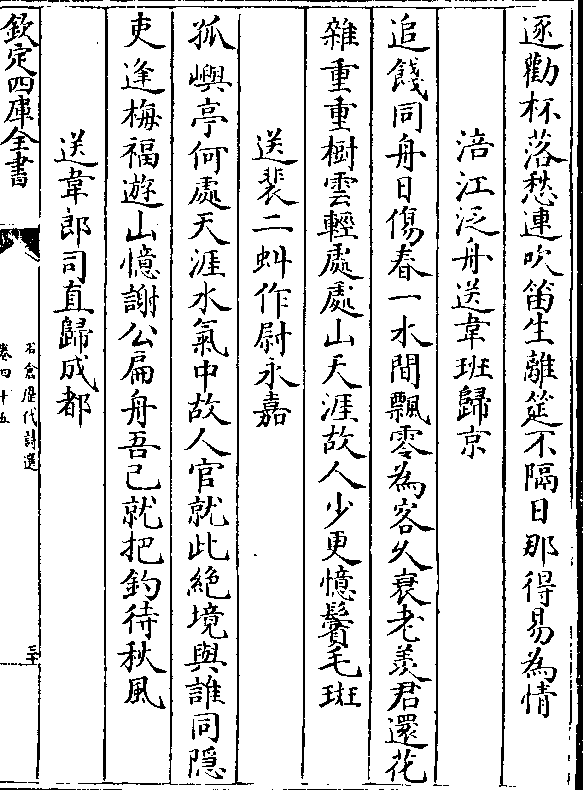 逐勸杯落愁連吹笛生離筵不隔日那得易為情
涪江泛舟送韋班歸京
追餞同舟日傷春一水間飄零為客久衰老羨君還花
雜重重樹雲輕處處山天涯故人少更憶鬢毛斑
送裴二虬作尉永嘉
孤嶼亭何處天涯水氣中故人官就此絕境與誰同隱
吏逢梅福遊山憶謝公扁舟吾已就把釣待秋風
送韋郎司直歸成都
欽定四庫全書
石倉歷代詩選
卷四十五
三十